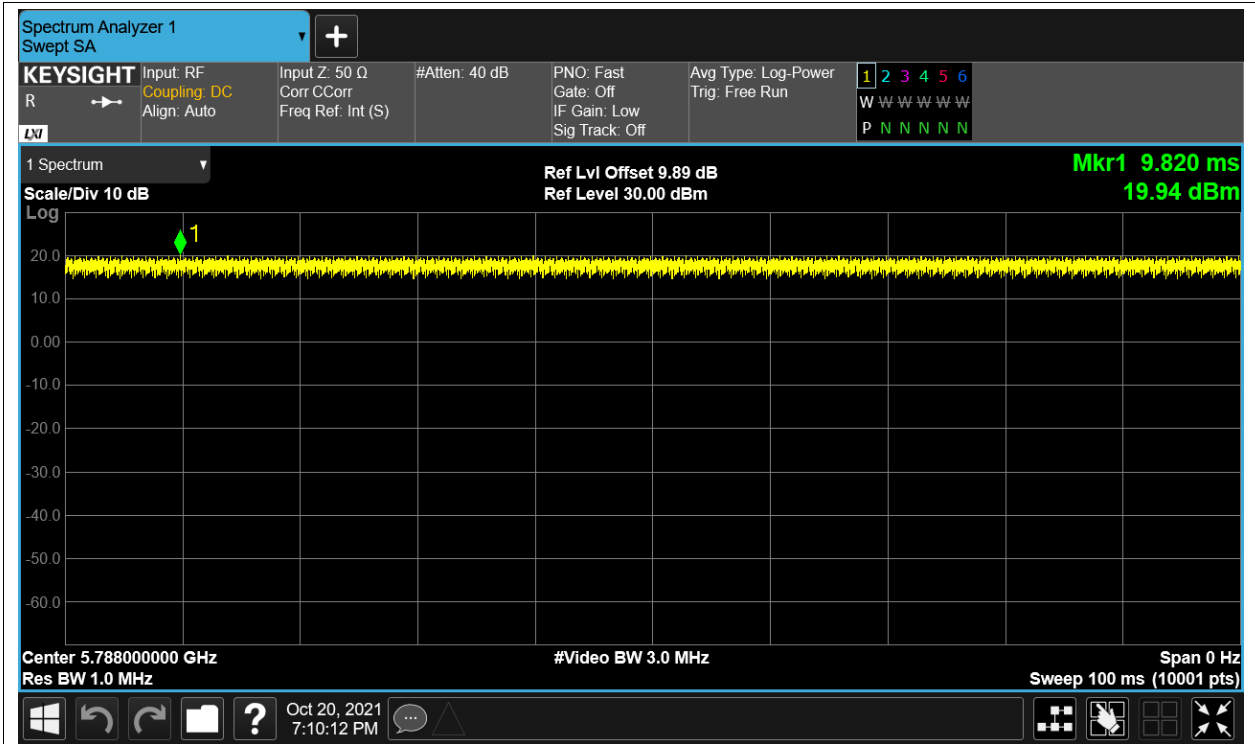 Spectrum Analyzer 1
Swept SA
KEYSIGHT Input: RF Input Z: 50 Ω #Atten: 40 dB PNO: Fast Avg Type: Log-Power 1 2 3 4 5 6
R Coupling: DC Corr CCorr Gate: Off Trig: Free Run W W W W W W
Align: Auto Freq Ref: Int (S) IF Gain: Low
LXI Sig Track: Off P N N N N N
1 Spectrum Ref Lvl Offset 9.89 dB Mkr1 9.820 ms
Scale/Div 10 dB Ref Level 30.00 dBm 19.94 dBm
Log
1
20.0
10.0
0.00
-10.0
-20.0
-30.0
-40.0
-50.0
-60.0
Center 5.788000000 GHz #Video BW 3.0 MHz Span 0 Hz
Res BW 1.0 MHz Sweep 100 ms (10001 pts)
? Oct 20, 2021
7:10:12 PM